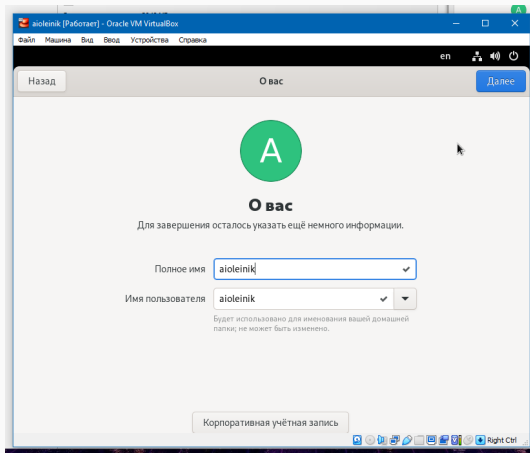 aioleinik [Работает] - Oracle VM VirtualBox
Файл Машина Вид Ввод Устройства Справка
en
Назад О вас Далее
A
О вас
Для завершения осталось указать ещё немного информации.
Полное имя aioleinik
Имя пользователя aioleinik
Будет использовано для именования вашей домашней
папки; не может быть изменено.
Корпоративная учётная запись
Right Ctrl